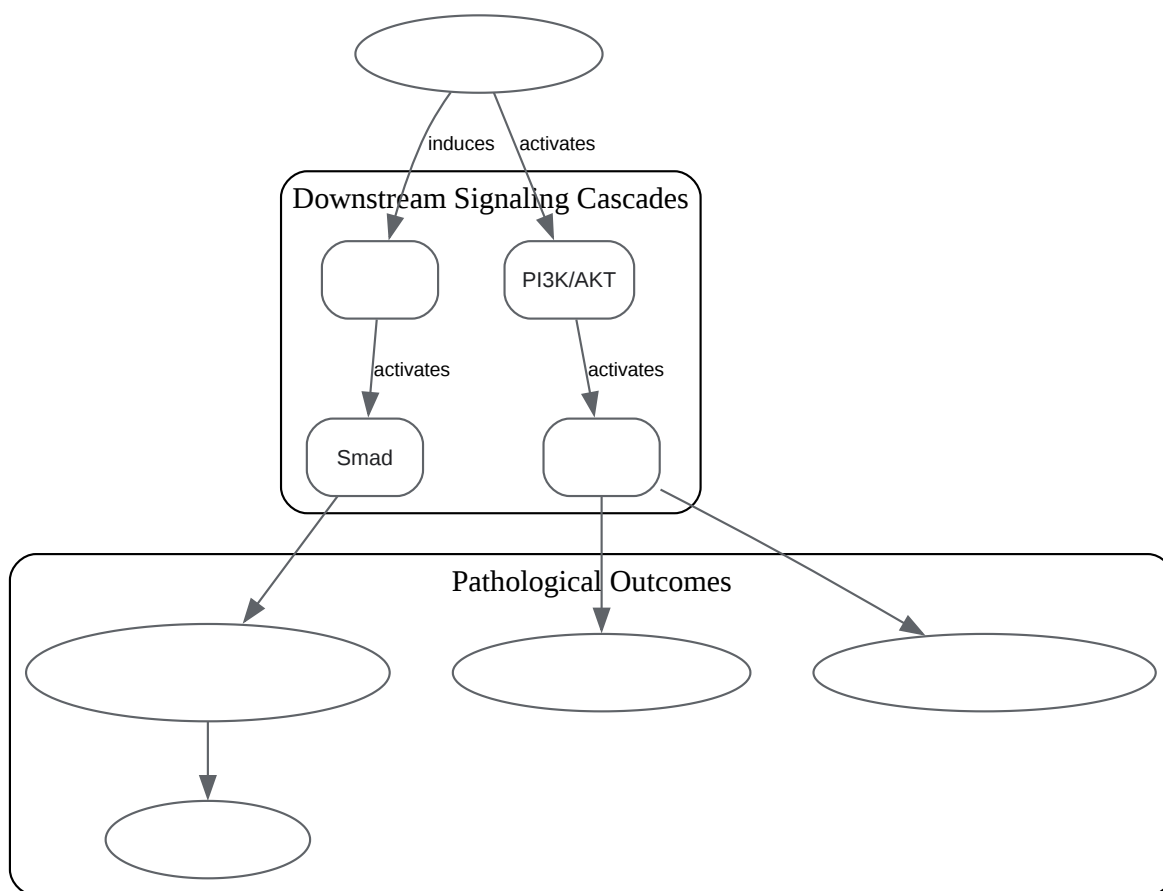 induces
activates
Downstream Signaling Cascades
PI3K/AKT
activates
activates
Smad
Pathological Outcomes